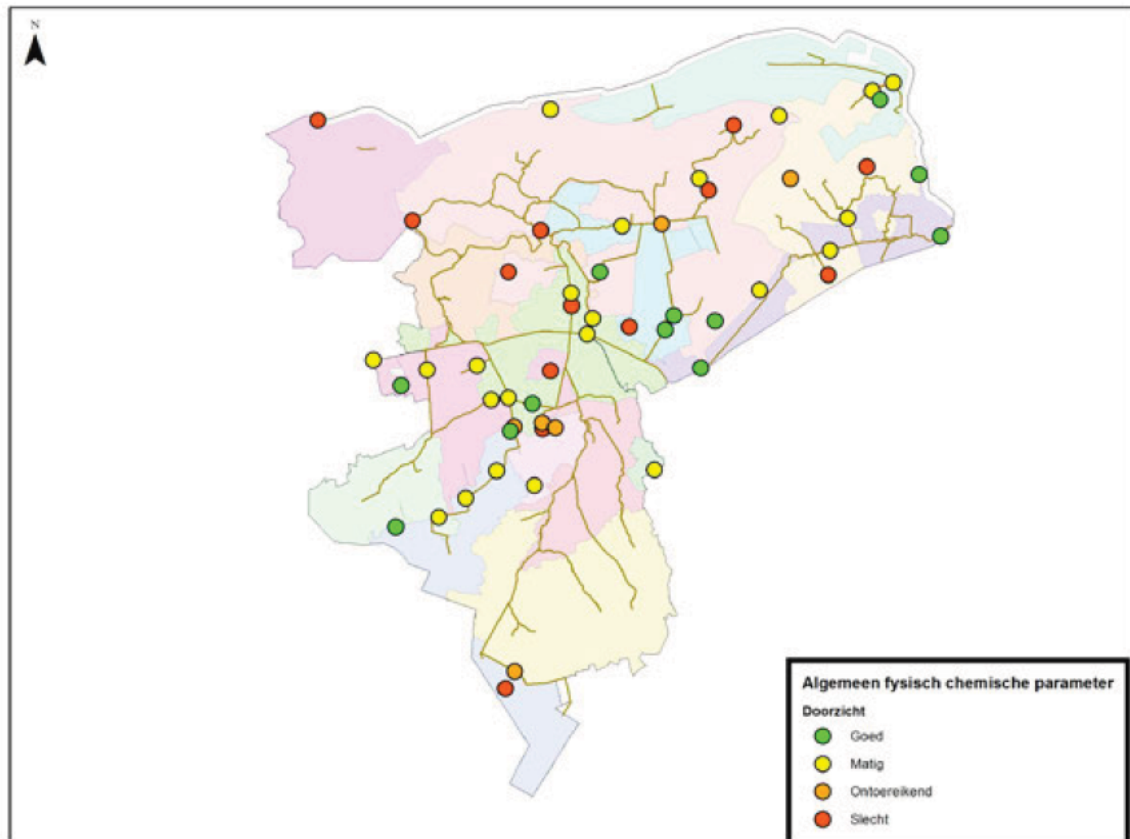 N
Algemeen fysisch chemische parameter
Doorzicht
Goed
Matig
Ontoereikend
Slecht